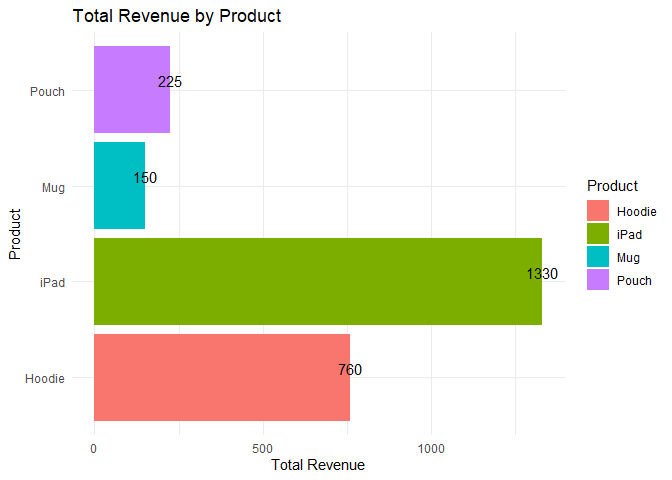 Total Revenue by Product
Product
Pouch
225
Mug
150
iPad
1330
Hoodie
760
0 500 1000
Total Revenue
Product
Hoodie
iPad
Mug
Pouch